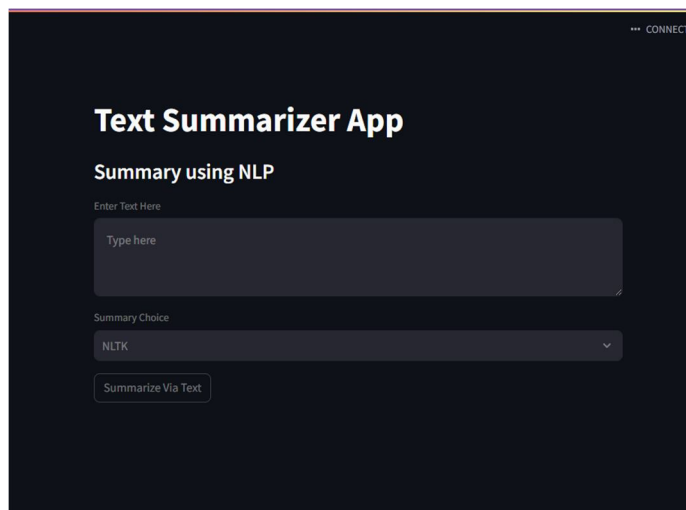 ••• CONNECT
Text Summarizer App
Summary using NLP
Enter Text Here
Type here
Summary Choice
NLTK
Summarize Via Text